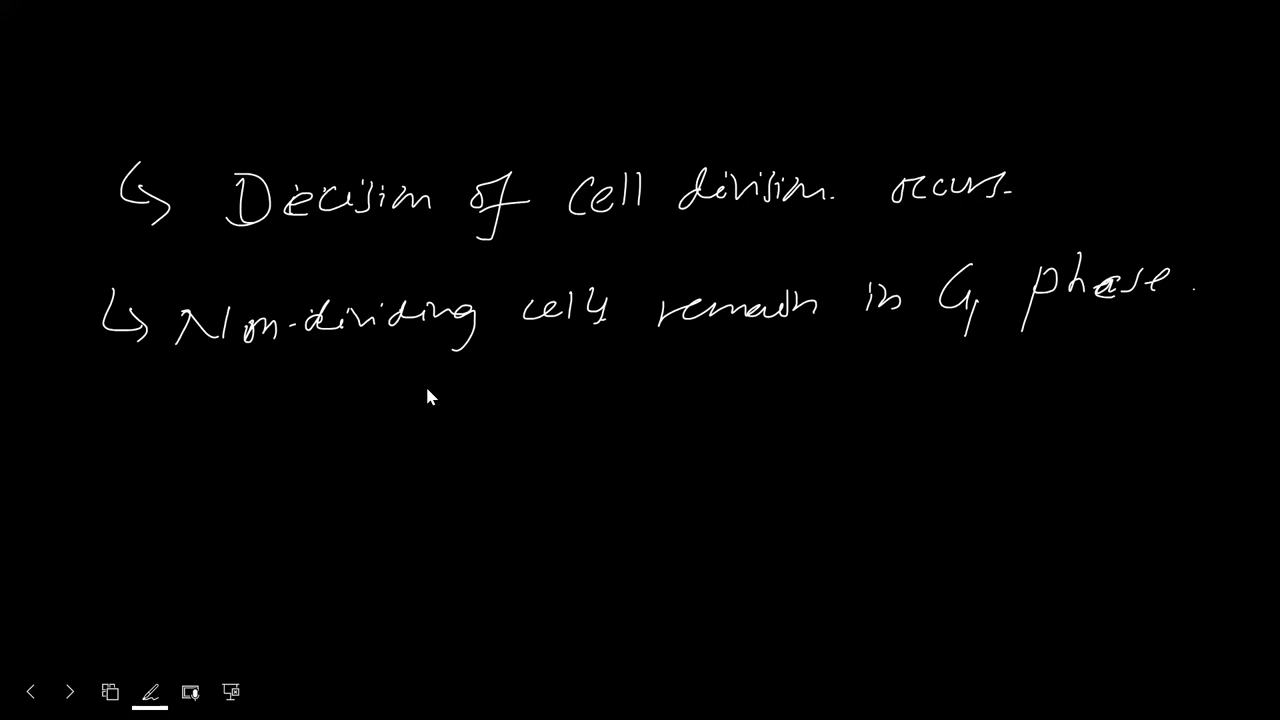 ↳ Decision of cell division. occurs.
↳ Non-dividing cells remain in G₁ phase.